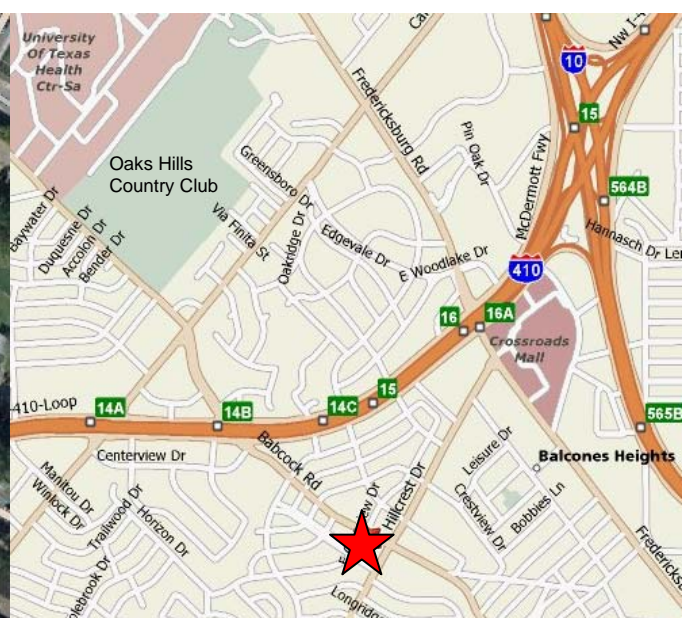 University
Of Texas
Health
Ctr-Sa
Oaks Hills
Country Club
Fredericksburg Rd
Nw I-
10
15
Pin Oak Dr
McDermott Fwy
564B
Greensboro Dr
Baywater Dr
Duquesne Dr
Accolon Dr
Bender Dr
Via Finita St
Oakridge Dr
Edgevale Dr
E Woodlake Dr
Hannasch Dr
410
16
16A
Crossroads
Mall
-410-Loop
14A
14B
14C
15
565B
Centerview Dr
Babcock Rd
Leisure Dr
Balcones Heights
Manitou Dr
Winlock Dr
Trailwood Dr
Horizon Dr
Hillcrest Dr
Crestview Dr
Bobbies Ln
Fredericks
Longridg